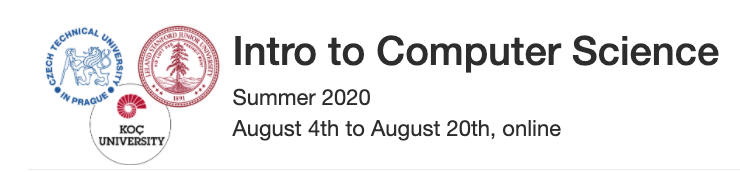 CZECH TECHNICAL UNIVERSITY
IN PRAGUE
LELAND STANFORD JUNIOR UNIVERSITY
1891
KOÇ
UNIVERSITY
Intro to Computer Science
Summer 2020
August 4th to August 20th, online